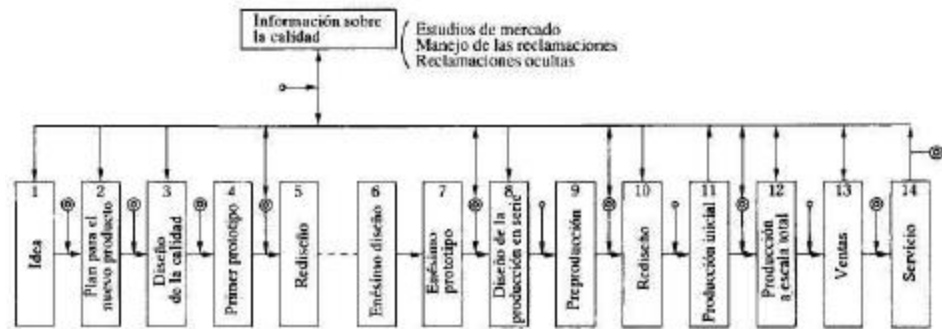 Información sobre
la calidad
Estudios de mercado
Manejo de las reclamaciones
Reclamaciones ocultas
1
Idea
2
Plan para el
nuevo producto
3
Diseño
de la calidad
4
Primer prototipo
5
Rediseño
6
Enésimo diseño
7
Enésimo
prototipo
8
Diseño de la
producción en serie
9
Preproducción
10
Rediseño
11
Producción inicial
12
Producción
a escala total
13
Ventas
14
Servicio